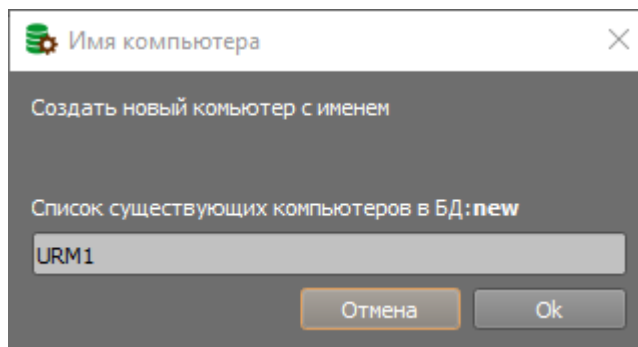 Имя компьютера
Создать новый комьютер с именем
Список существующих компьютеров в БД:new
URM1
Отмена Ok